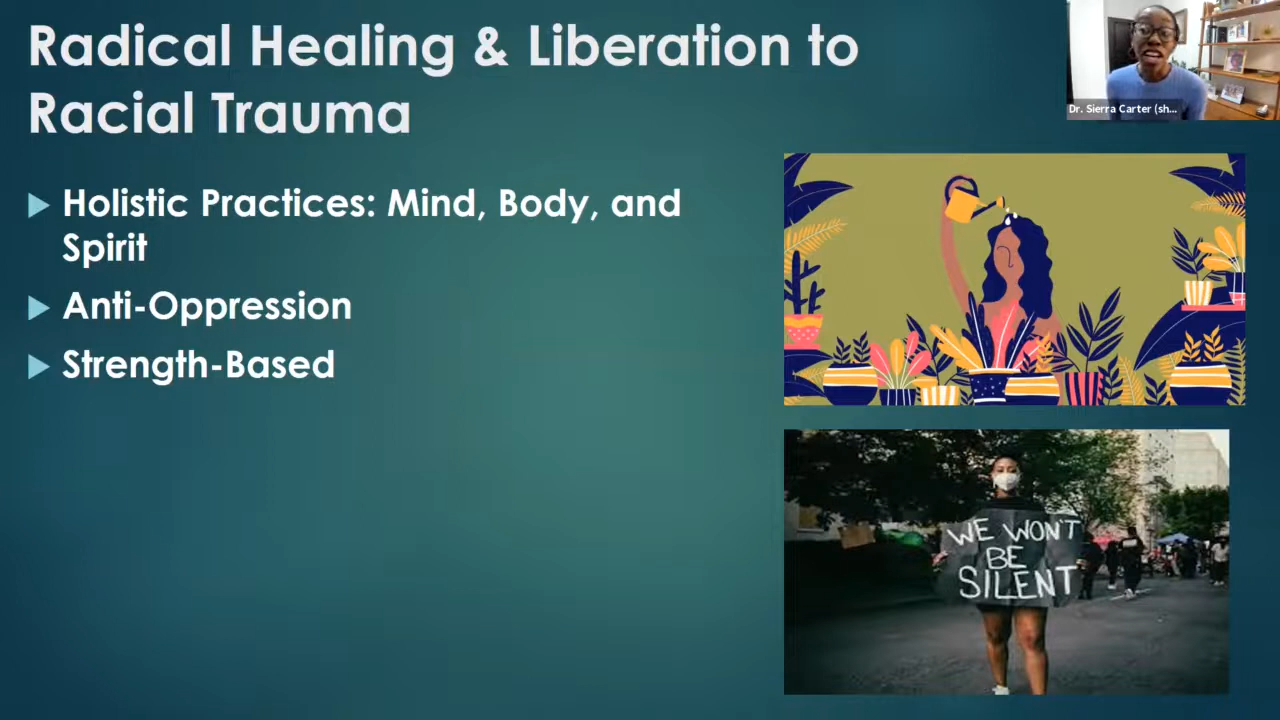 Radical Healing & Liberation to
Racial Trauma
Dr. Sierra Carter (sh...
Holistic Practices: Mind, Body, and
Spirit
Anti-Oppression
Strength-Based
WE WON'T
BE
SILENT